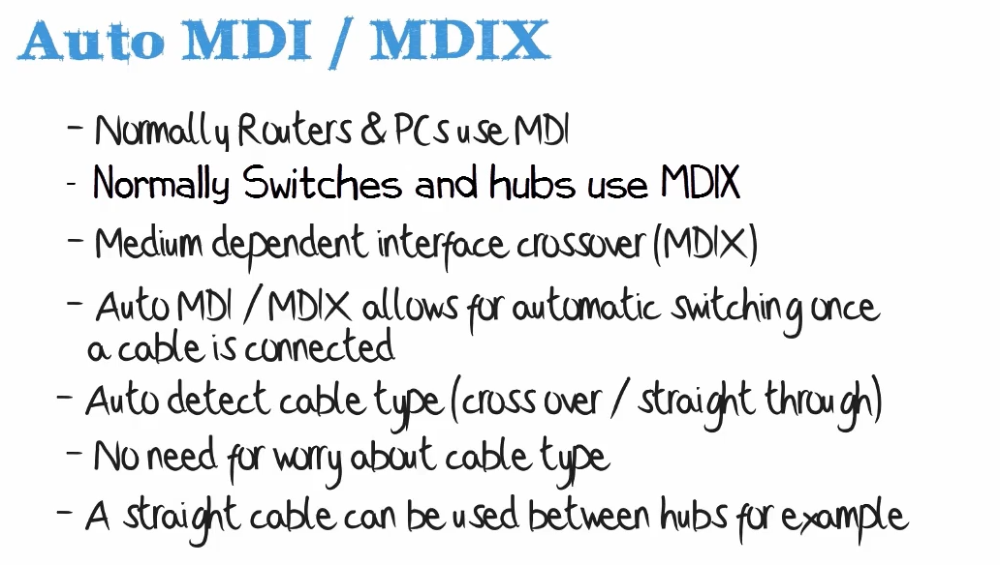 Auto MDI / MDIX
- Normally Routers & PCs use MDI
- Normally Switches and hubs use MDIX
- Medium dependent interface crossover (MDIX)
- Auto MDI / MDIX allows for automatic switching once
a cable is connected
- Auto detect cable type (cross over / straight through)
- No need for worry about cable type
- A straight cable can be used between hubs for example